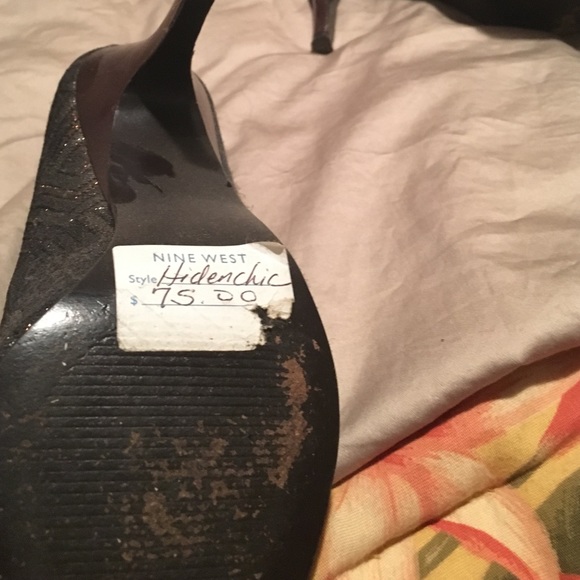 NINE WEST
Style Hidenchic
$ 75.00